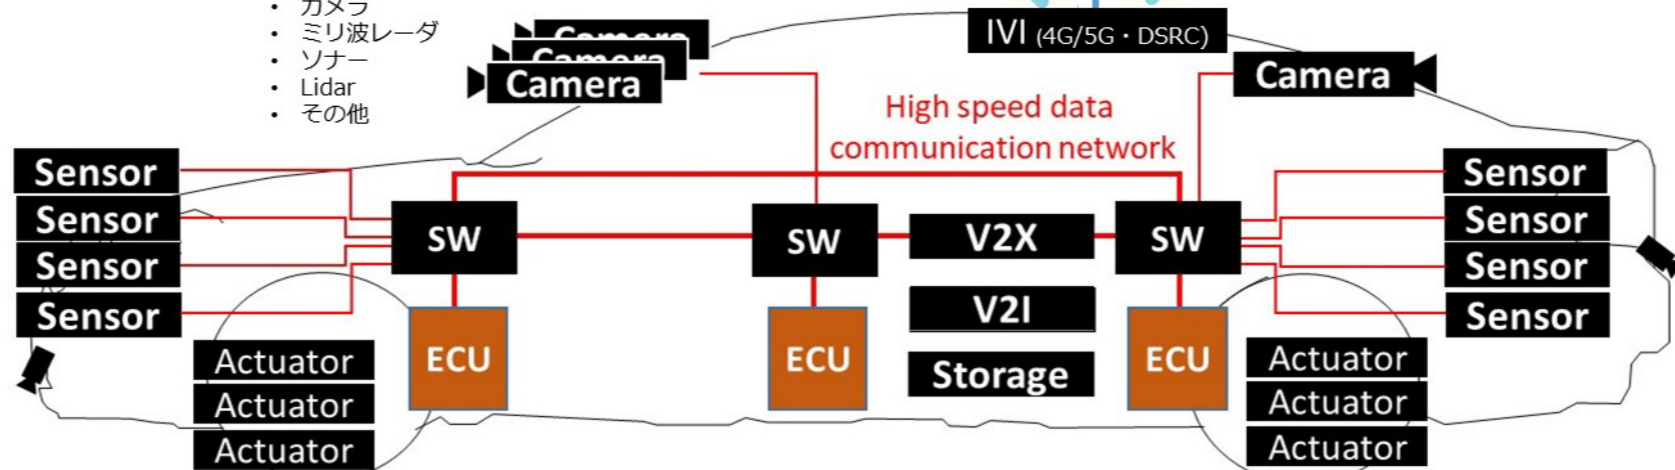 • カメラ
• ミリ波レーダ
• ソナー
• Lidar
• その他
Camera
Camera
Camera
IVI (4G/5G・DSRC)
Camera
High speed data
communication network
Sensor
Sensor
Sensor
Sensor
SW
SW
V2X
SW
Sensor
Sensor
Sensor
Sensor
V2I
Storage
ECU
ECU
ECU
Actuator
Actuator
Actuator
Actuator
Actuator
Actuator